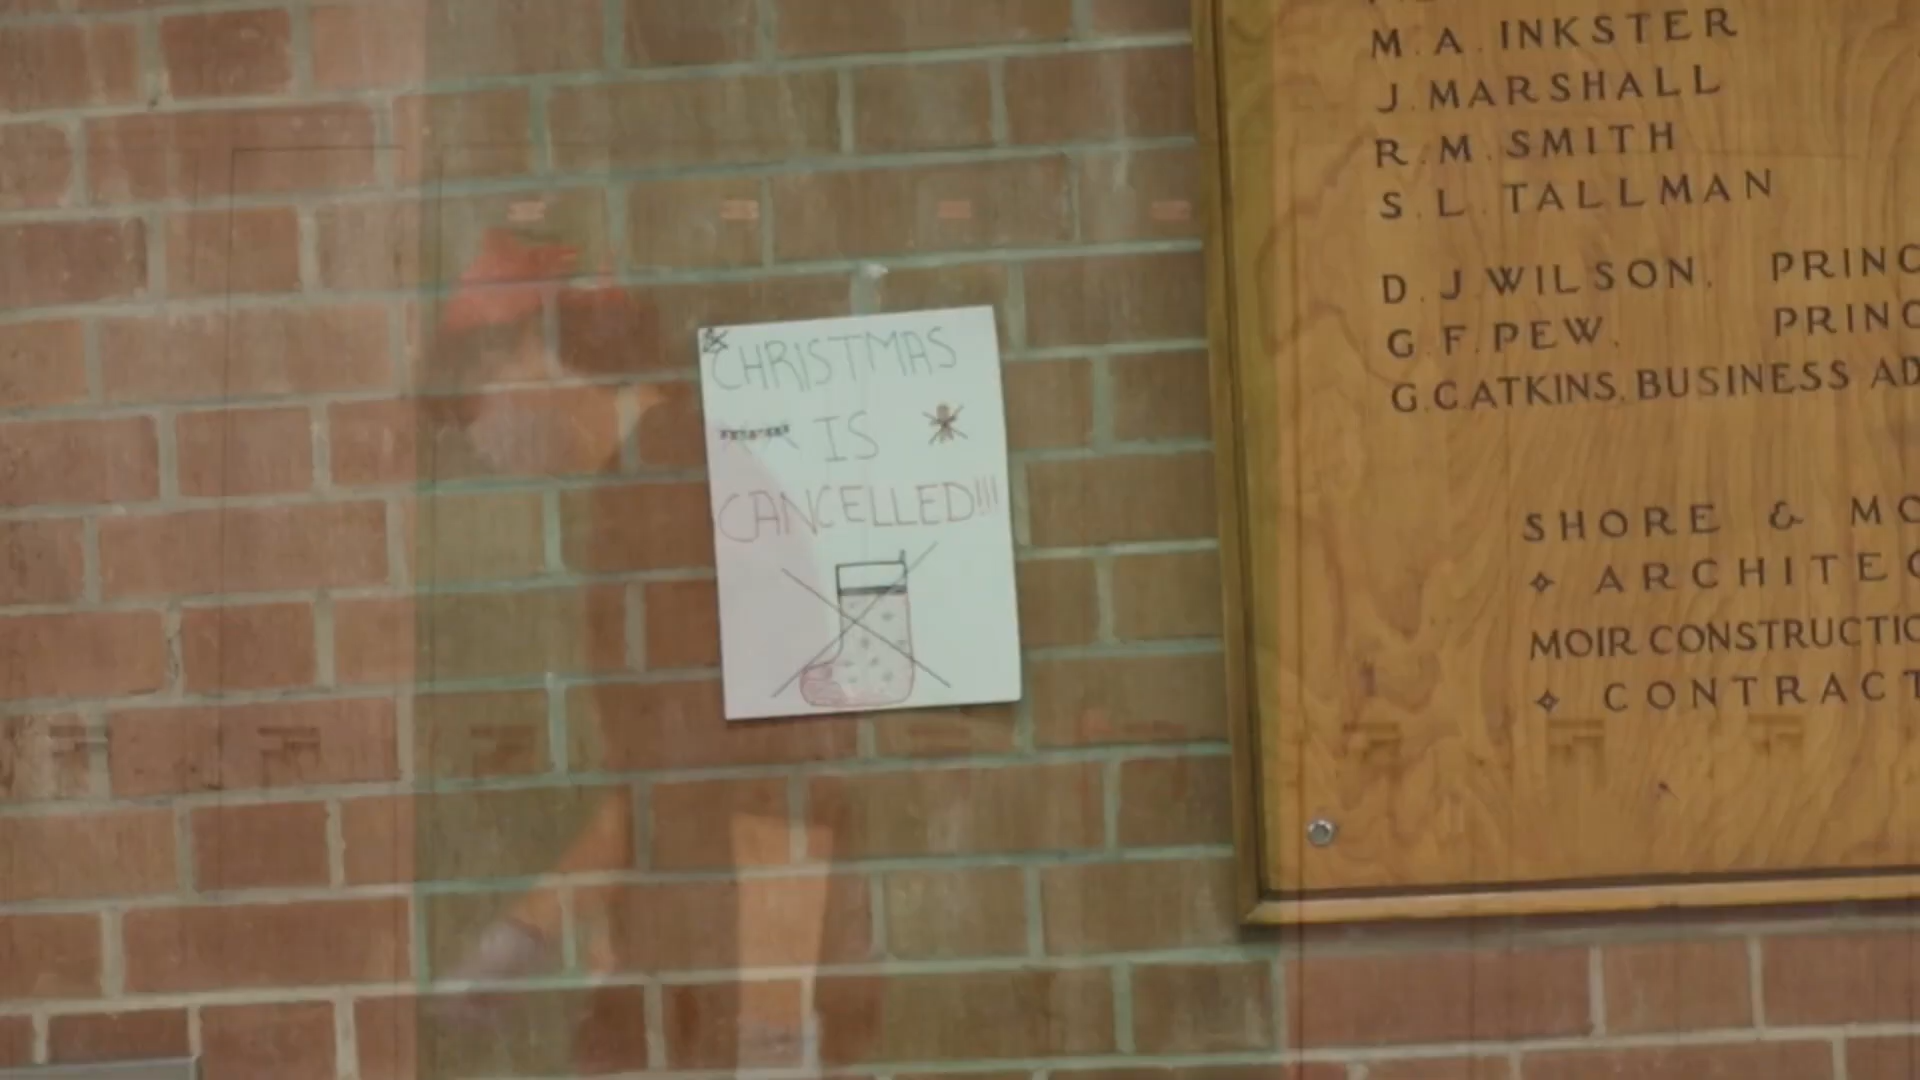 CHRISTMAS
IS
CANCELLED!!!
M. A. INKSTER
J. MARSHALL
R. M. SMITH
S. L. TALLMAN
D. J. WILSON, PRINC
G. F. PEW, PRINC
G. C. ATKINS, BUSINESS AD
SHORE & MO
ARCHITEC
MOIR CONSTRUCTIO
CONTRACT